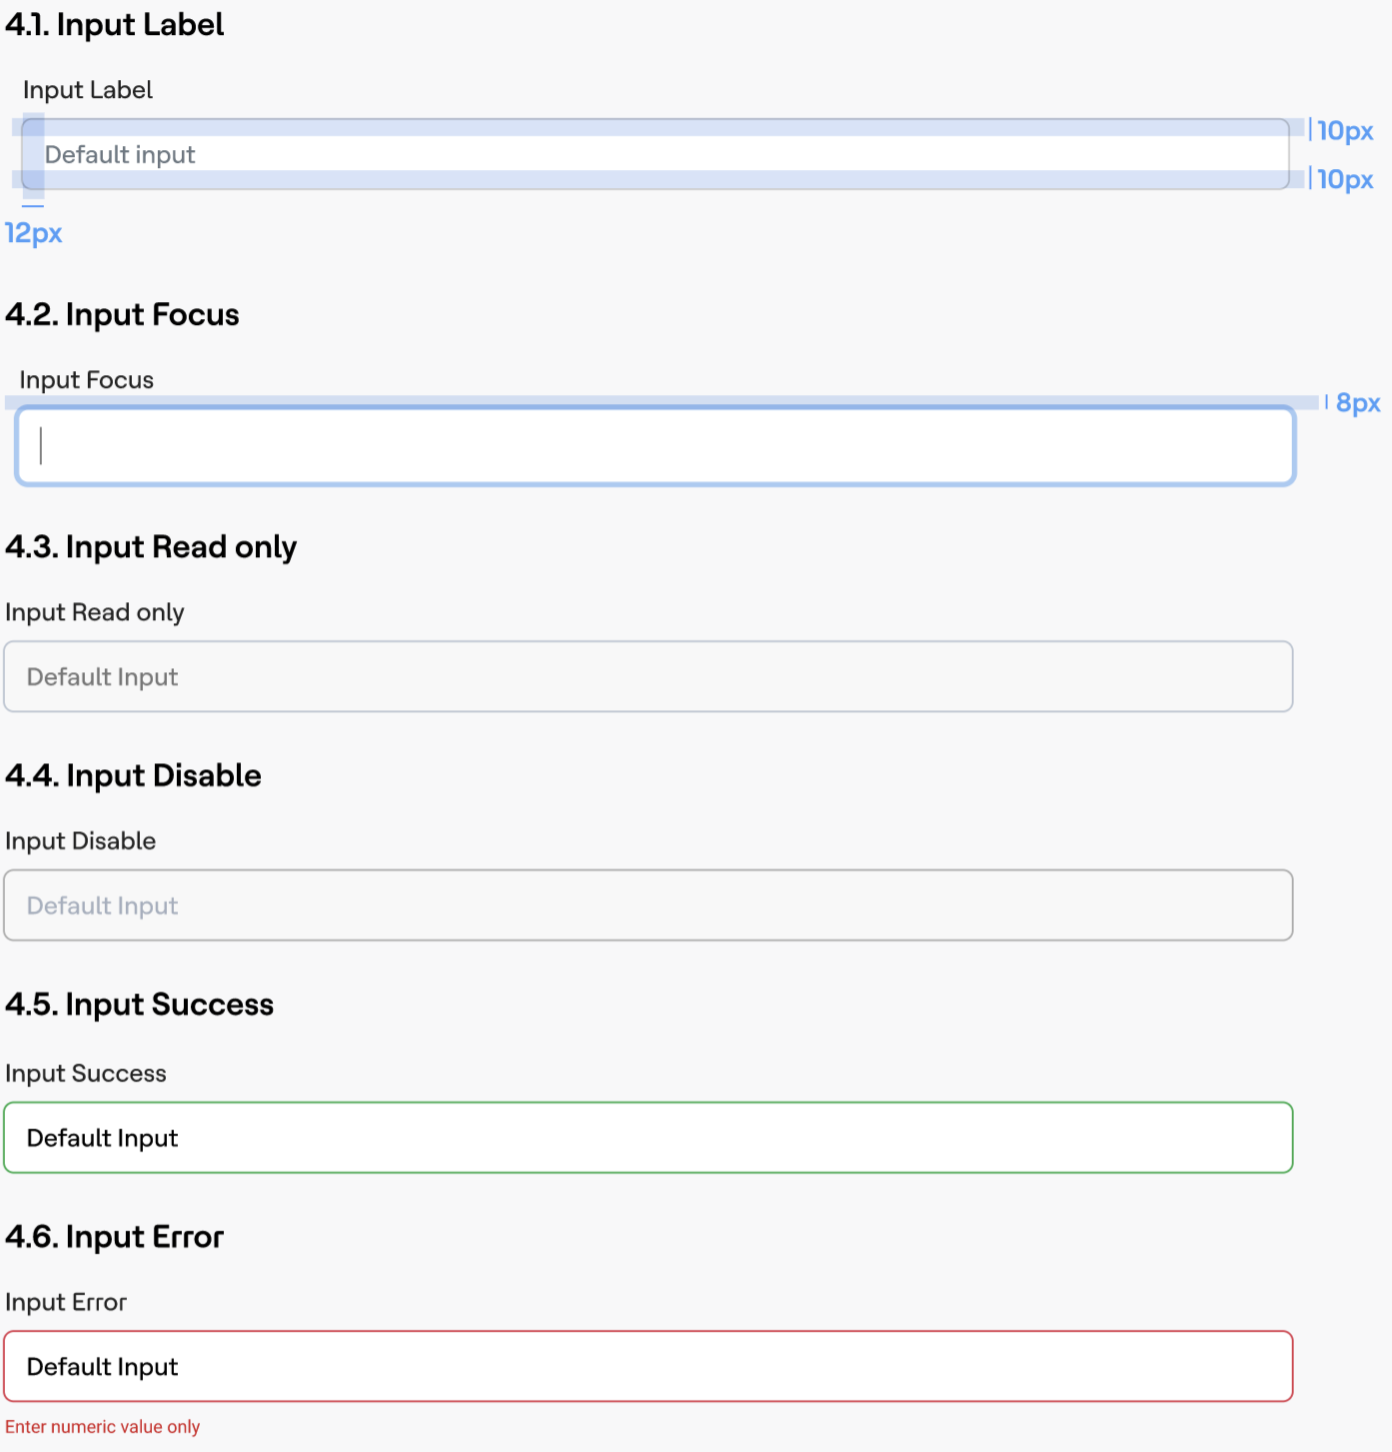 4.1. Input Label
Input Label
10px
Default input
10px
12px
4.2. Input Focus
Input Focus
8px
4.3. Input Read only
Input Read only
Default Input
4.4. Input Disable
Input Disable
Default Input
4.5. Input Success
Input Success
Default Input
4.6. Input Error
Input Error
Default Input
Enter numeric value only